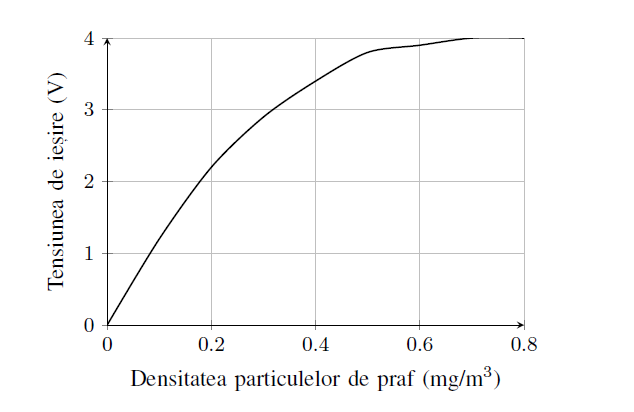 4
3
2
1
0
Tensiunea de ieșire (V)
0 0.2 0.4 0.6 0.8
Densitatea particulelor de praf (mg/m³)